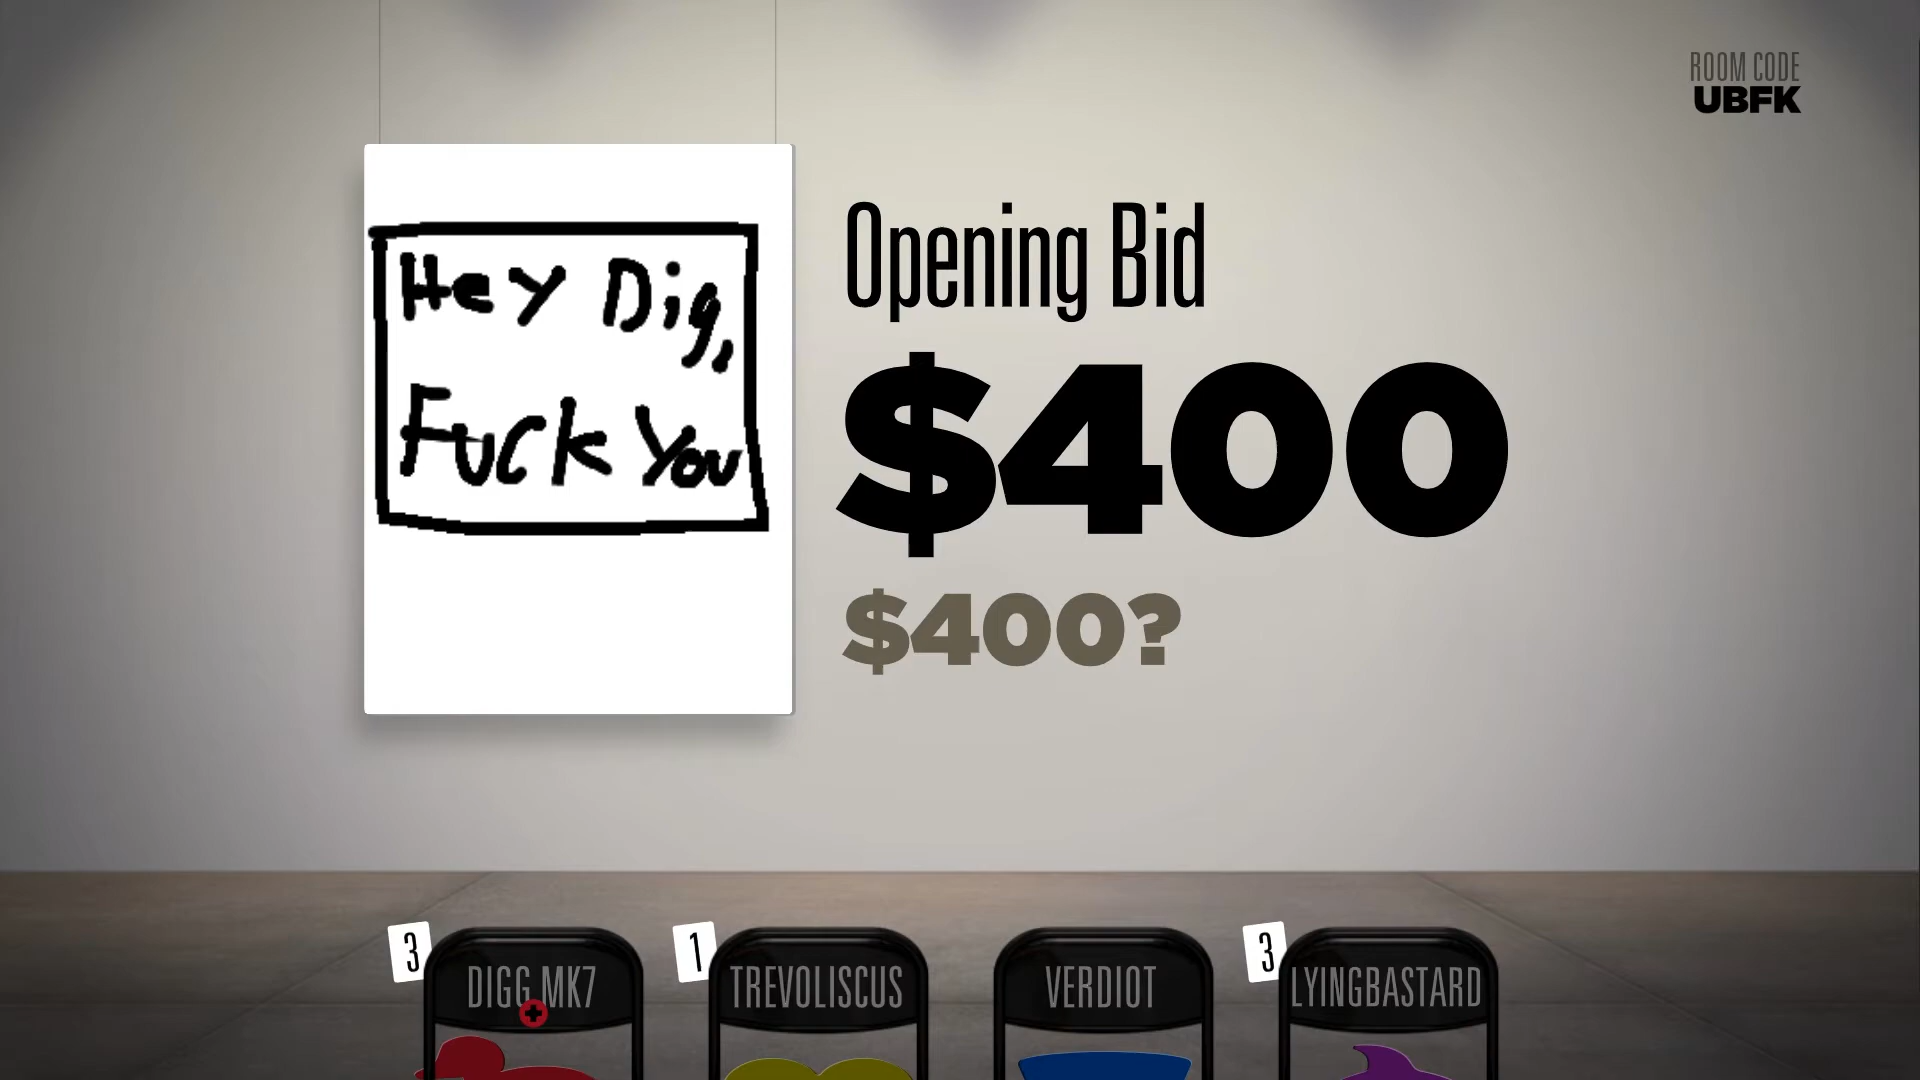 ROOM CODE
UBFK
Hey Dig,
Fuck You
Opening Bid
$400
$400?
3
DIGG MK7
1
TREVOLISCUS
VERDIOT
3
LYINGBASTARD